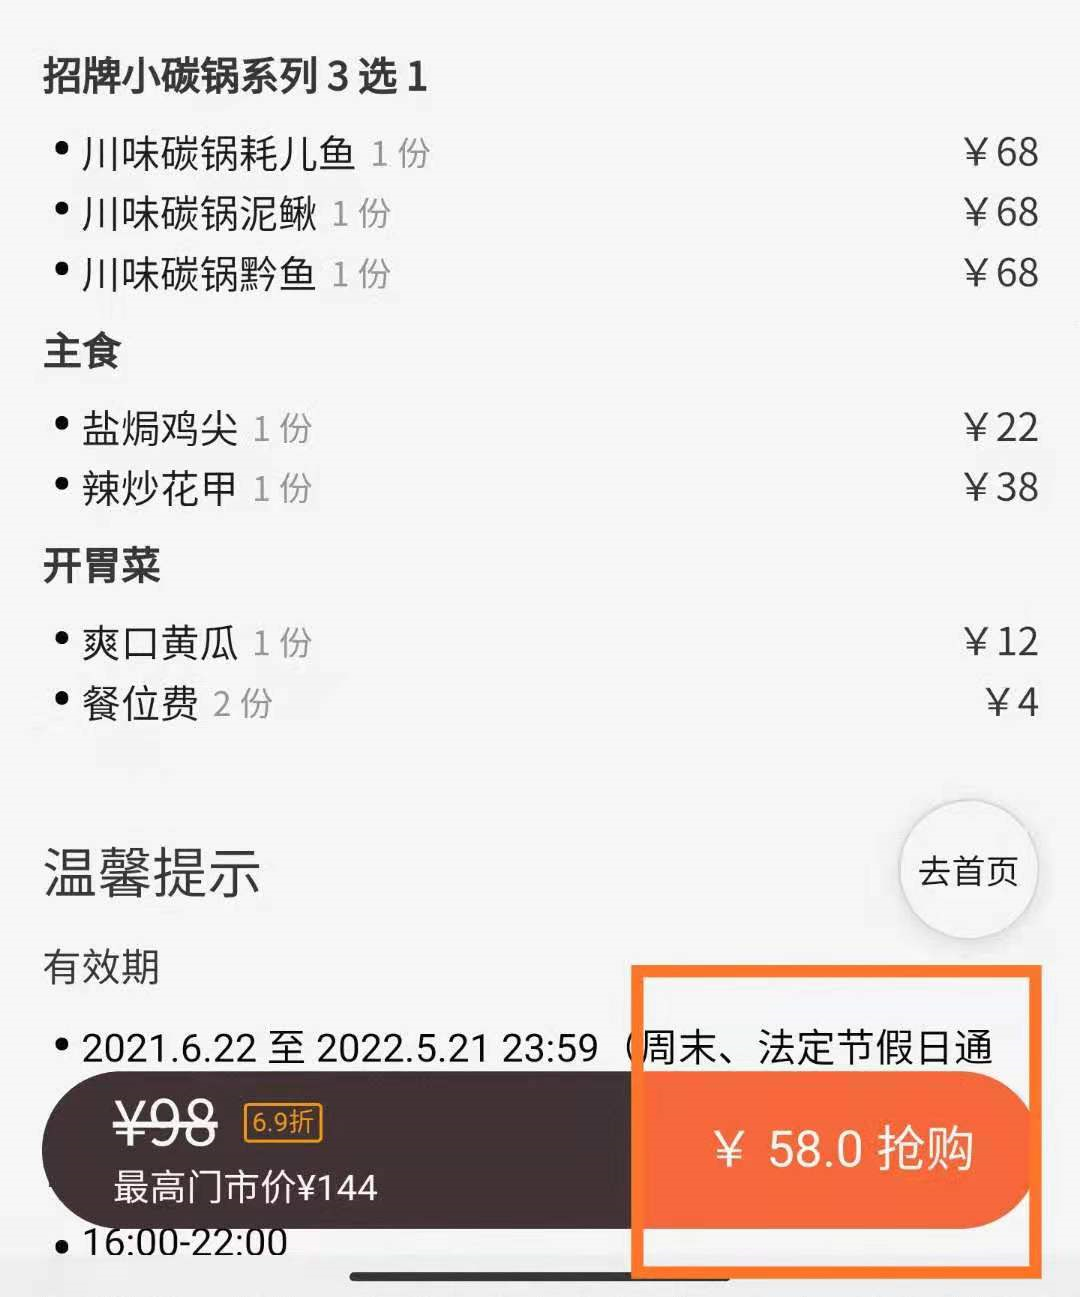 招牌小碳锅系列 3 选 1
• 川味碳锅耗儿鱼 1 份 ￥68
• 川味碳锅泥鳅 1 份 ￥68
• 川味碳锅黔鱼 1 份 ￥68
主食
• 盐焗鸡尖 1 份 ￥22
• 辣炒花甲 1 份 ￥38
开胃菜
• 爽口黄瓜 1 份 ￥12
• 餐位费 2 份 ￥4
温馨提示
去首页
有效期
• 2021.6.22 至 2022.5.21 23:59（周末、法定节假日通
¥98 6.9折
最高门市价¥144
￥ 58.0 抢购
• 16:00-22:00